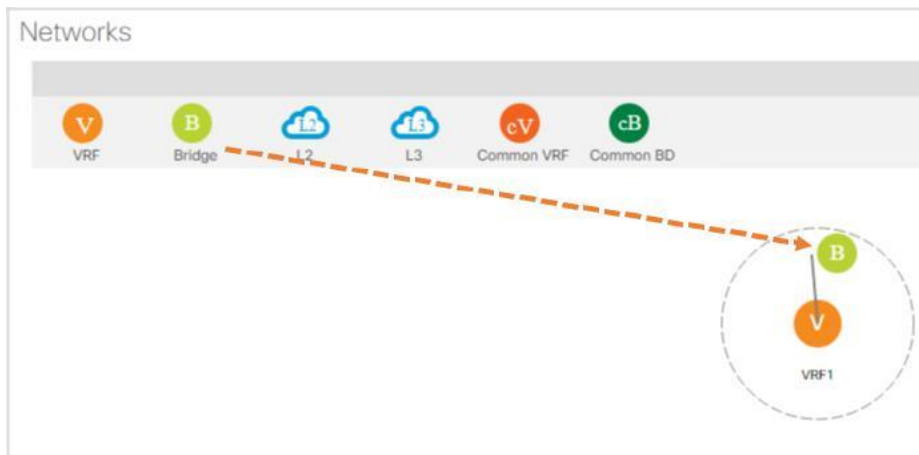 Networks
V B L2 L3 cV cB
VRF Bridge L2 L3 Common VRF Common BD
B
V
VRF1